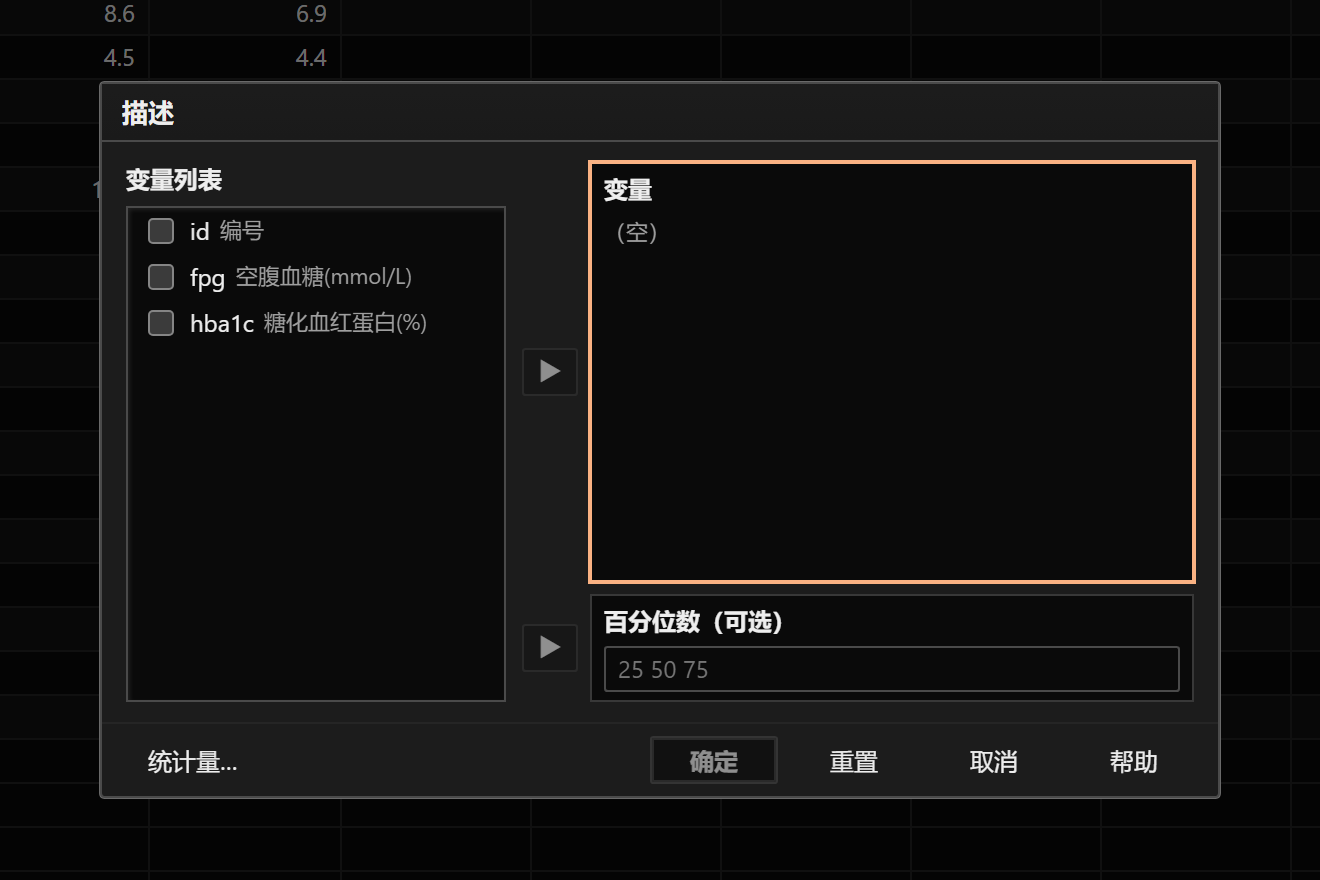 8.6 6.9
4.5 4.4
描述
变量列表
id 编号
fpg 空腹血糖(mmol/L)
hba1c 糖化血红蛋白(%)
变量
（空）
百分位数（可选）
25 50 75
统计量...
确定
重置
取消
帮助